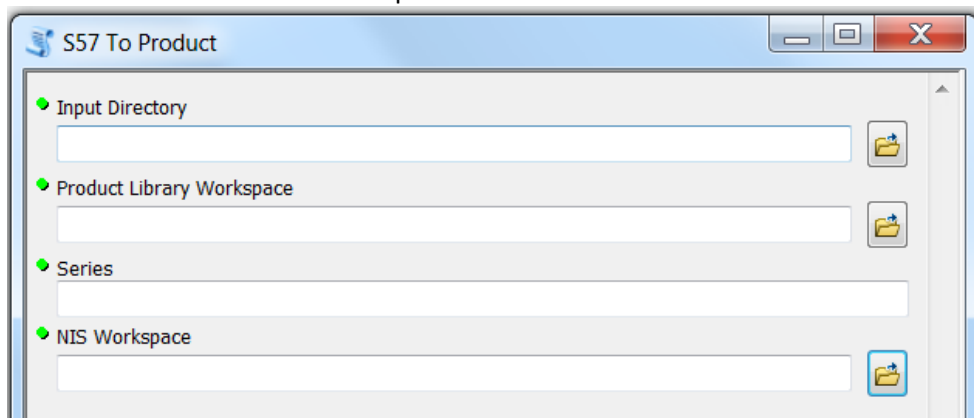 S57 To Product
Input Directory
Product Library Workspace
Series
NIS Workspace